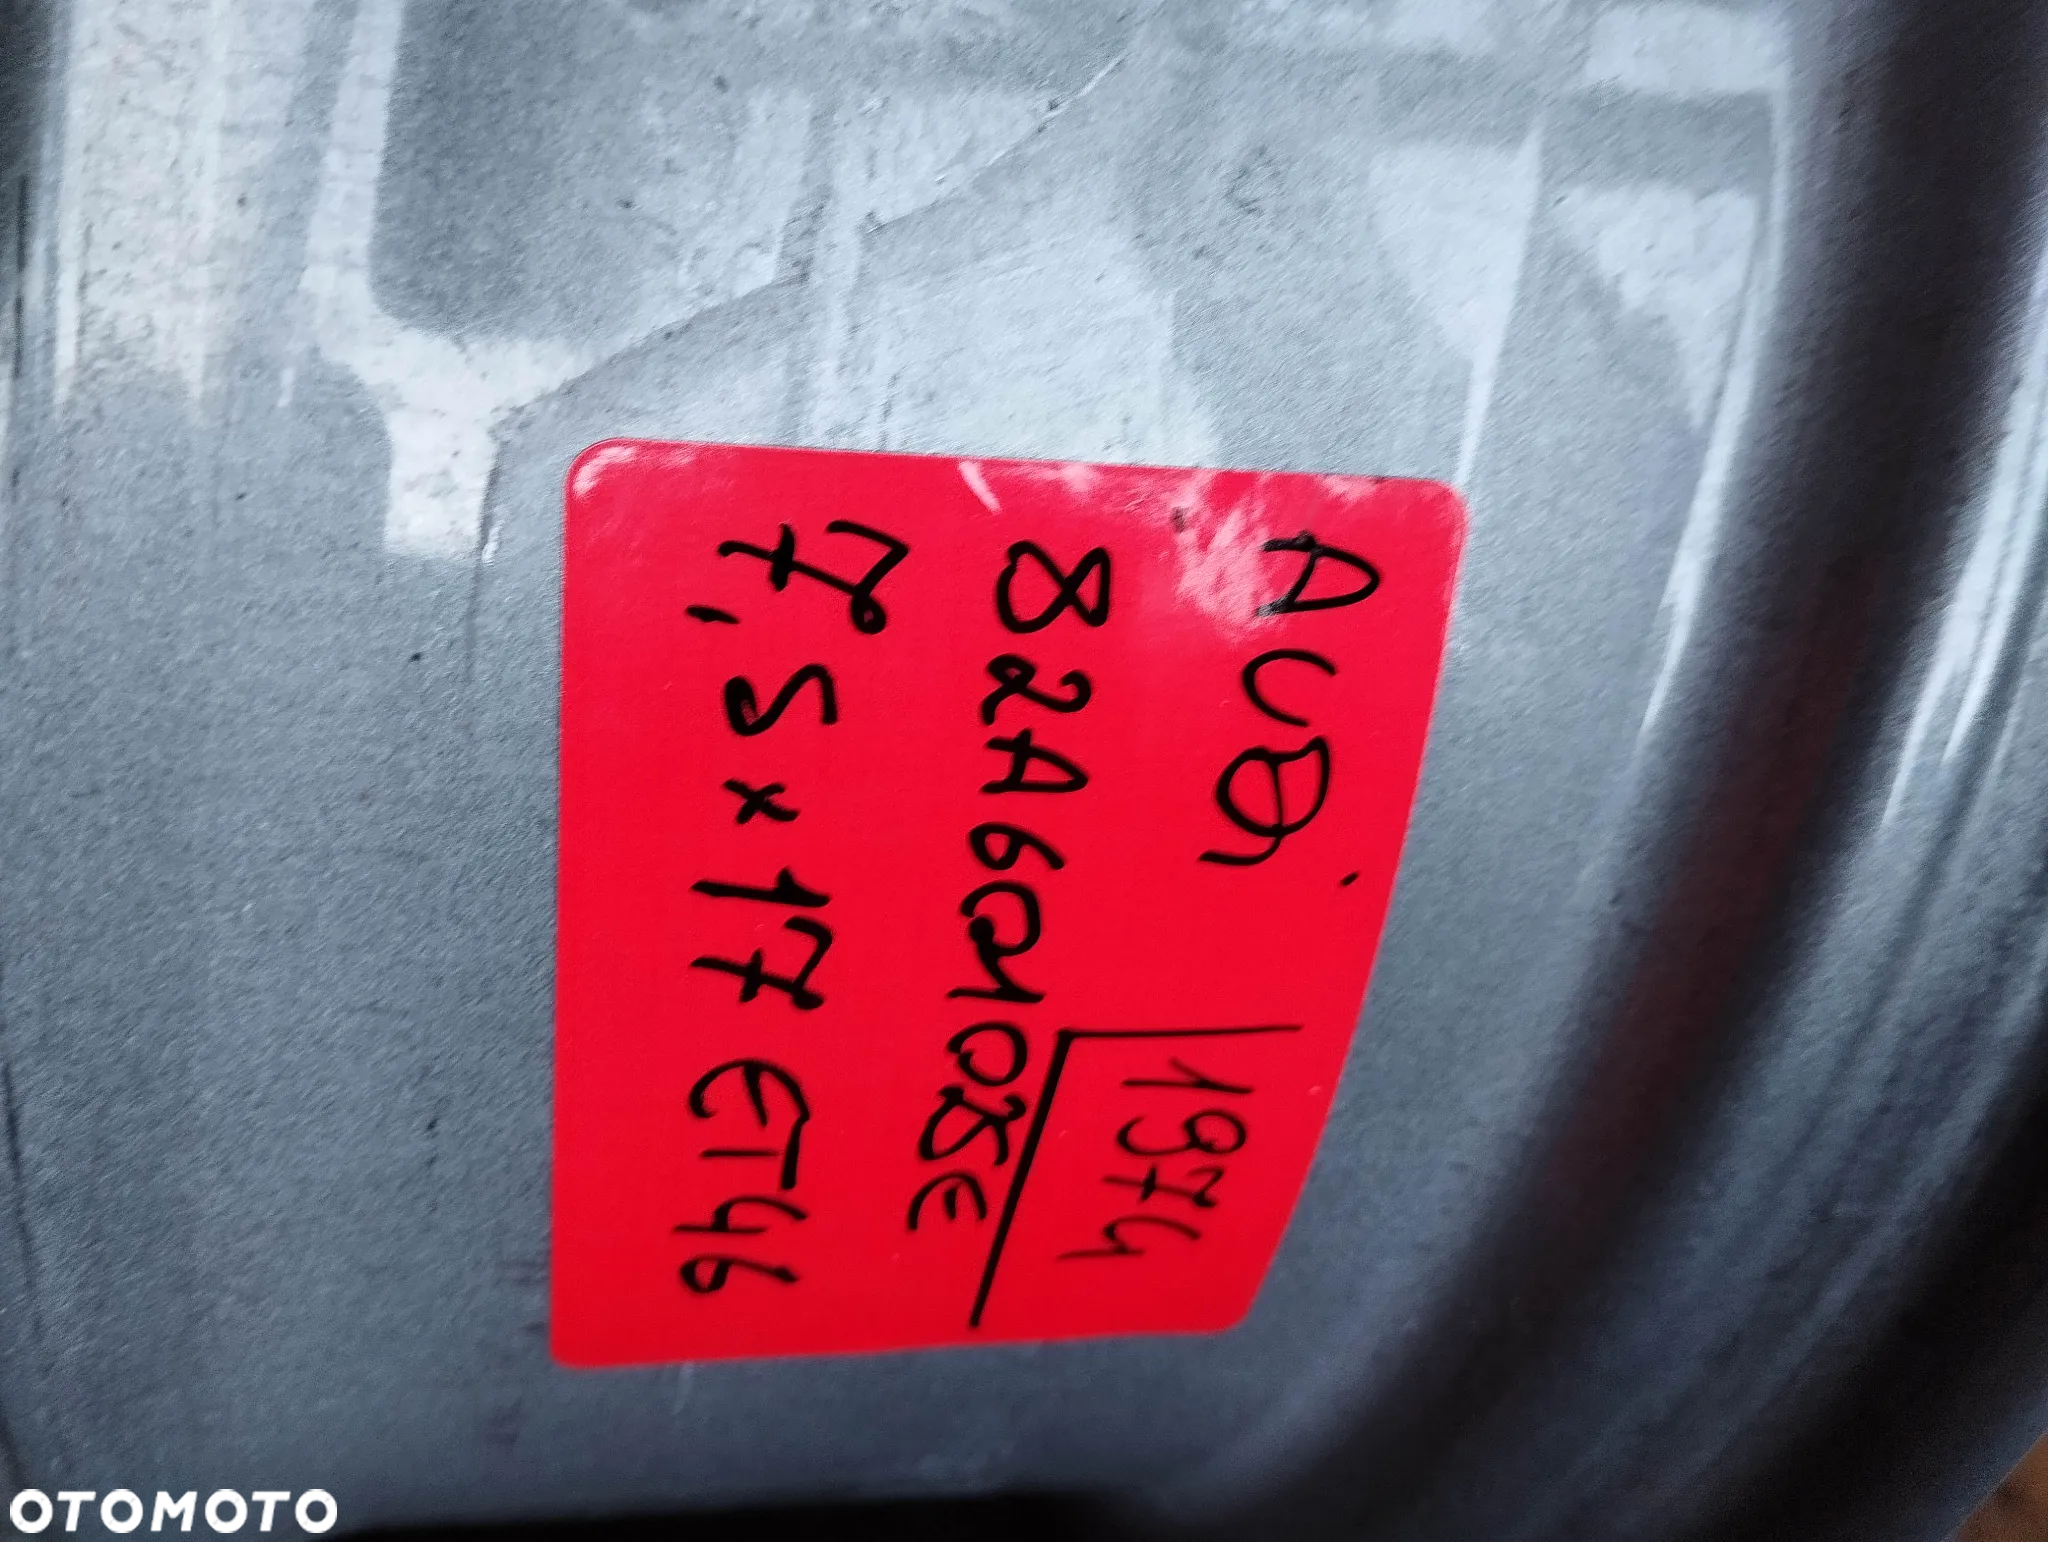 AUDi
1974
82A601025E
7,5x17 ET46
OTOMOTO